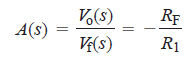 A(s) = Vo(s) / Vf(s) = − RF / R1